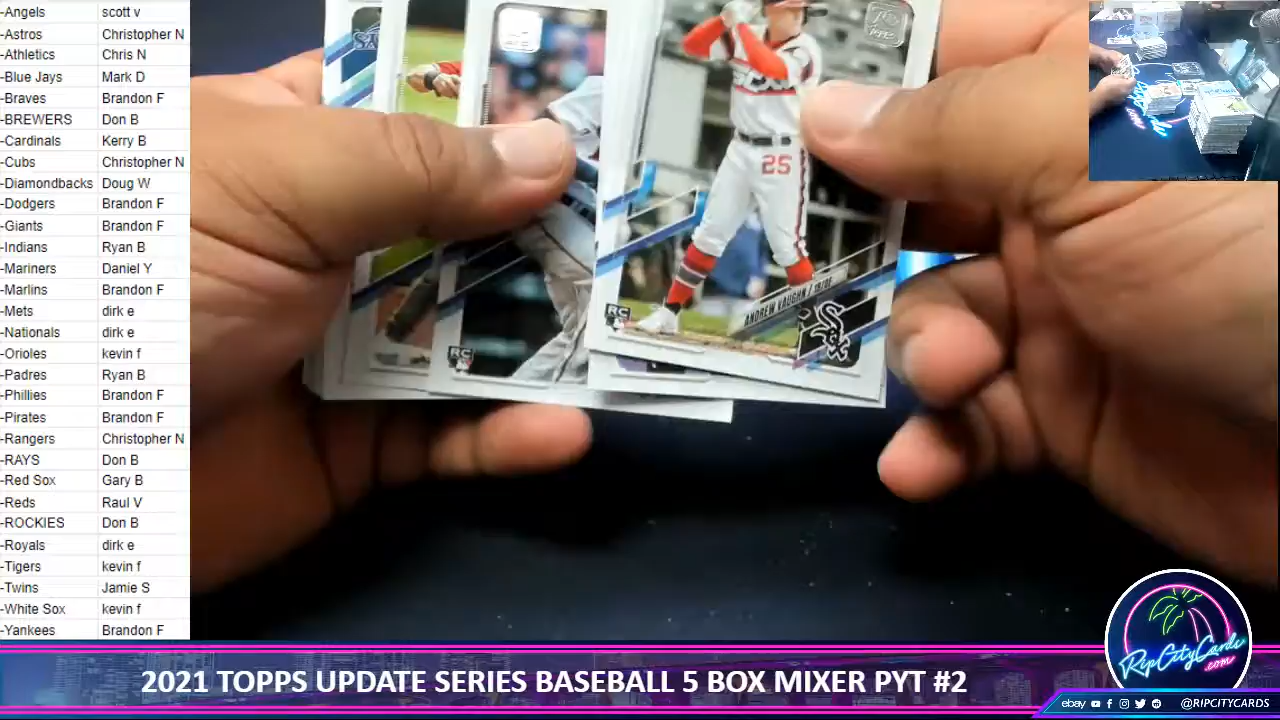 -Angels scott v
-Astros Christopher N
-Athletics Chris N
-Blue Jays Mark D
-Braves Brandon F
-BREWERS Don B
-Cardinals Kerry B
-Cubs Christopher N
-Diamondbacks Doug W
-Dodgers Brandon F
-Giants Brandon F
-Indians Ryan B
-Mariners Daniel Y
-Marlins Brandon F
-Mets dirk e
-Nationals dirk e
-Orioles kevin f
-Padres Ryan B
-Phillies Brandon F
-Pirates Brandon F
-Rangers Christopher N
-RAYS Don B
-Red Sox Gary B
-Reds Raul V
-ROCKIES Don B
-Royals dirk e
-Tigers kevin f
-Twins Jamie S
-White Sox kevin f
-Yankees Brandon F
25
ANDREW VAUGHN / 1B/OF
RC
RC
Sox
RipCityCards
.com
2021 TOPPS UPDATE SERIES BASEBALL 5 BOX MIXER PYT #2
ebay @RIPCITYCARDS